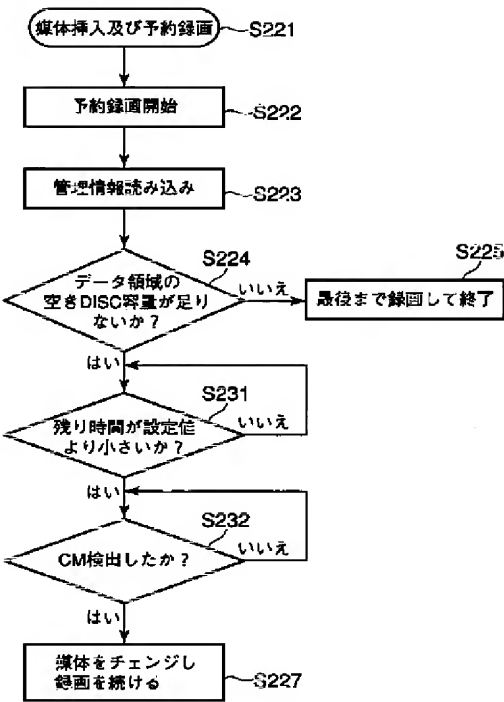 媒体挿入及び予約録画
S221
予約録画開始
S222
管理情報読み込み
S223
S224
データ領域の
空きDISC容量が足り
ないか？
いいえ
S225
最後まで録画して終了
はい
S231
残り時間が設定値
より小さいか？
いいえ
はい
S232
CM検出したか？
いいえ
はい
媒体をチェンジし
録画を続ける
S227